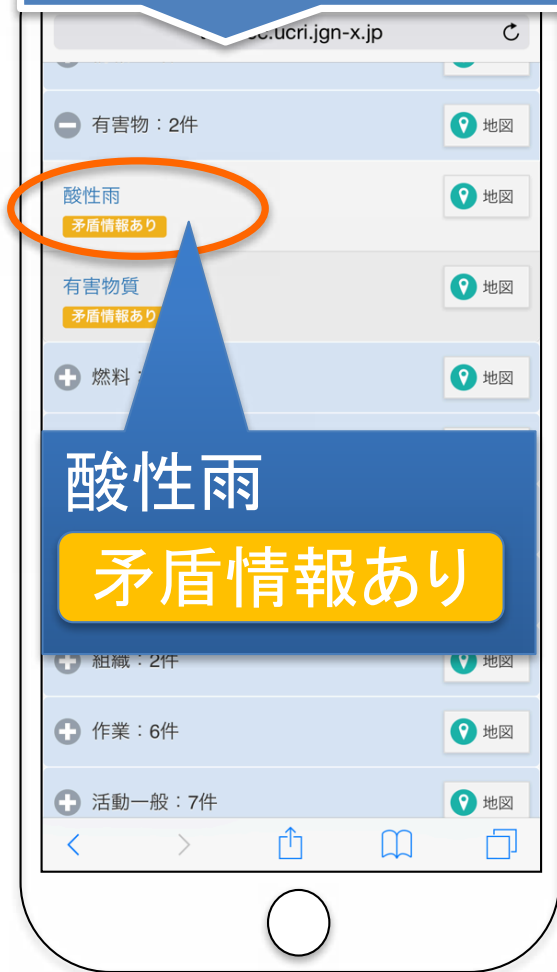 ucri.jgn-x.jp
有害物：2件 地図
酸性雨 地図
矛盾情報あり
有害物質 地図
矛盾情報あり
燃料 地図
酸性雨
矛盾情報あり
組織：2件 地図
作業：6件 地図
活動一般：7件 地図